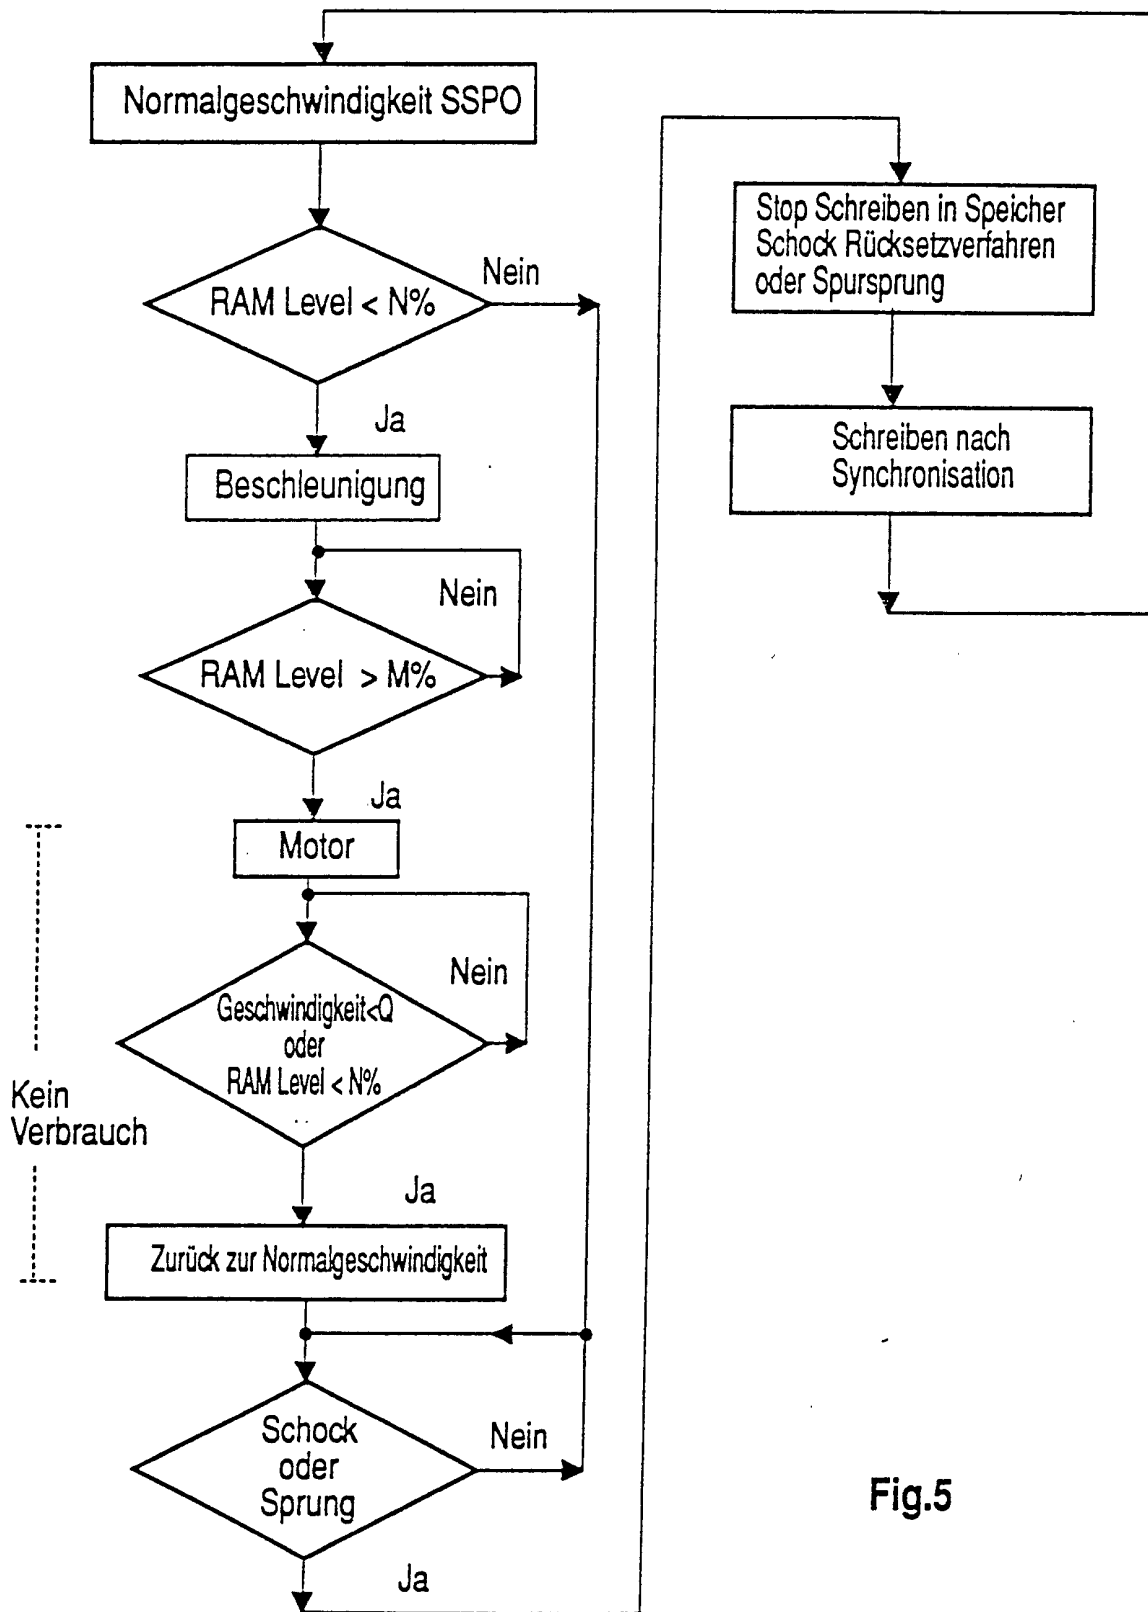 Normalgeschwindigkeit SSPO
RAM Level < N%
Nein
Ja
Beschleunigung
Nein
RAM Level > M%
Ja
Motor
Nein
Geschwindigkeit<Q
oder
RAM Level < N%
Kein
Verbrauch
Ja
Zurück zur Normalgeschwindigkeit
Schock
oder
Sprung
Nein
Ja
Stop Schreiben in Speicher
Schock Rücksetzverfahren
oder Spursprung
Schreiben nach
Synchronisation
Fig.5